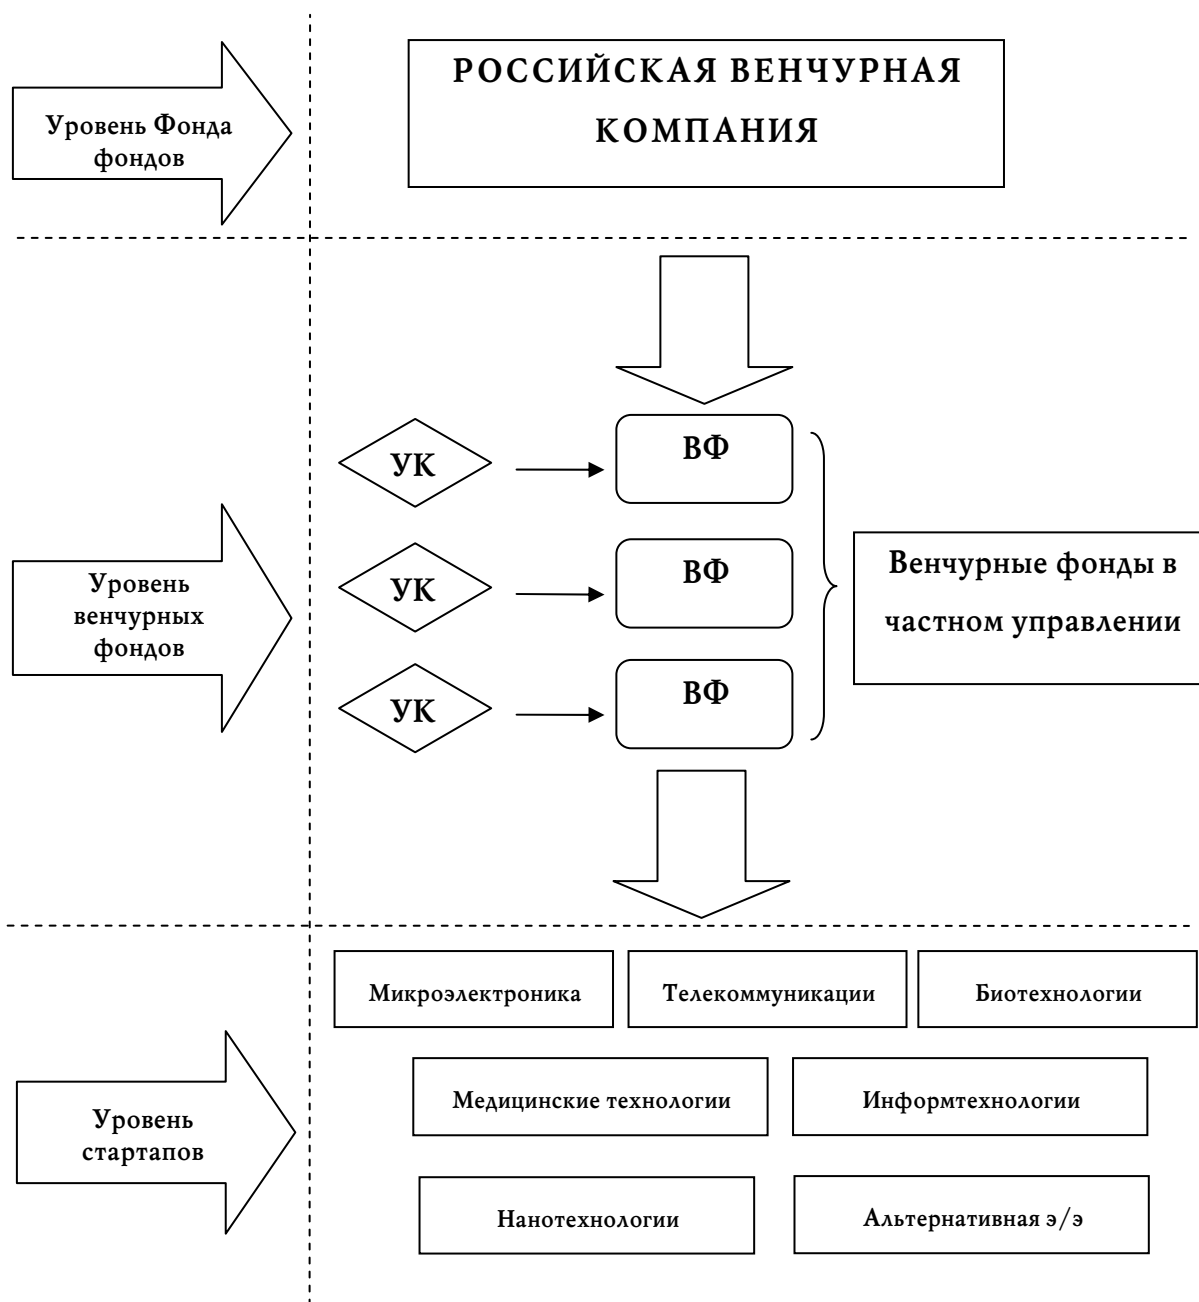 РОССИЙСКАЯ ВЕНЧУРНАЯ
КОМПАНИЯ
Уровень Фонда
фондов
УК
ВФ
УК
ВФ
УК
ВФ
Венчурные фонды в
частном управлении
Уровень
венчурных
фондов
Микроэлектроника
Телекоммуникации
Биотехнологии
Медицинские технологии
Информтехнологии
Уровень
стартапов
Нанотехнологии
Альтернативная э/э